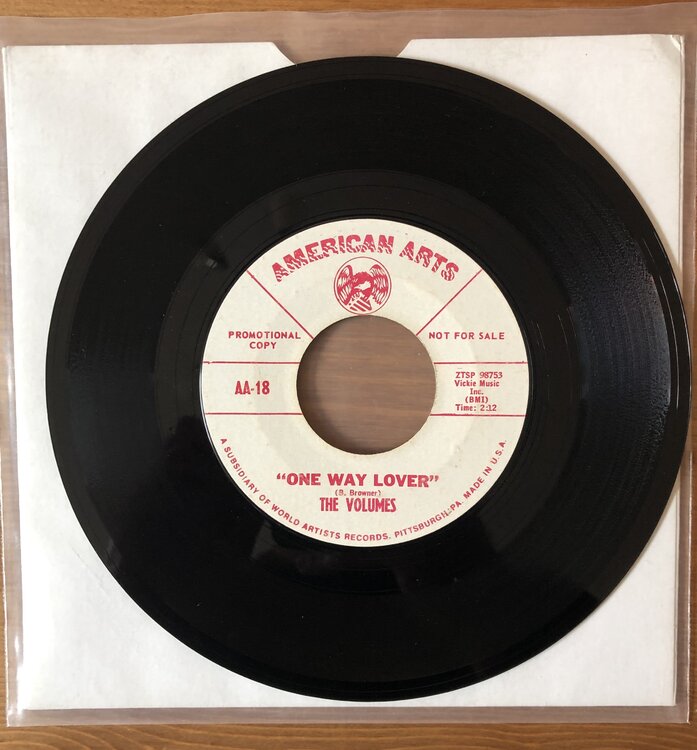 AMERICAN ARTS
PROMOTIONAL
COPY
NOT FOR SALE
AA-18
ZTSP 98753
Vickie Music
Inc.
(BMI)
Time: 2:12
"ONE WAY LOVER"
(B. Browner)
THE VOLUMES
A SUBSIDIARY OF WORLD ARTISTS RECORDS, PITTSBURGH, PA. MADE IN U.S.A.